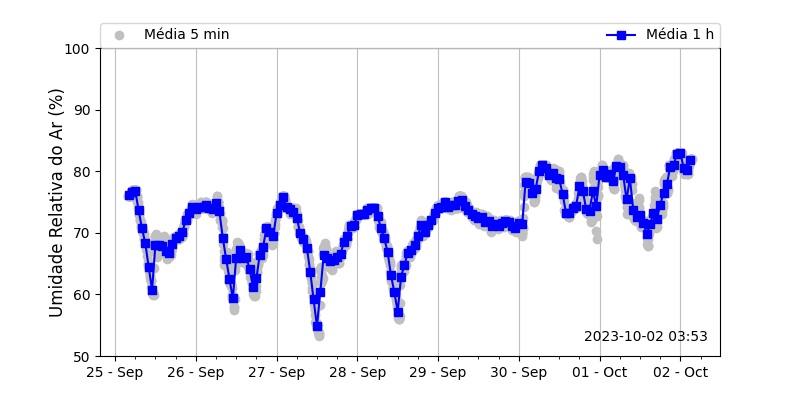 Média 5 min
Média 1 h
100
90
80
70
60
50
Umidade Relativa do Ar (%)
2023-10-02 03:53
25 - Sep
26 - Sep
27 - Sep
28 - Sep
29 - Sep
30 - Sep
01 - Oct
02 - Oct